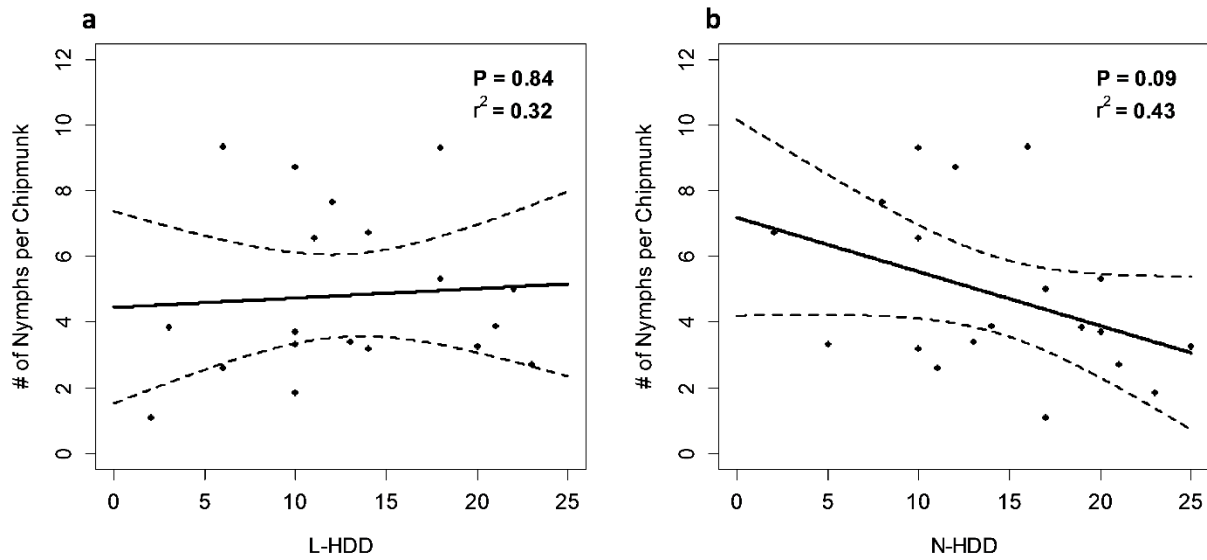 a
P = 0.84
r² = 0.32
# of Nymphs per Chipmunk
12
10
8
6
4
2
0
0 5 10 15 20 25
L-HDD
b
P = 0.09
r² = 0.43
# of Nymphs per Chipmunk
12
10
8
6
4
2
0
0 5 10 15 20 25
N-HDD